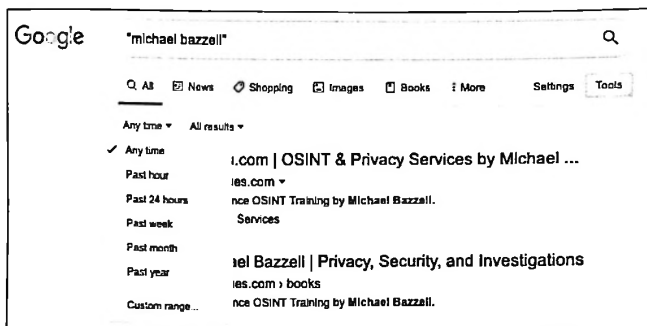 Google "michael bazzell"
All News Shopping Images Books More Settings Tools
Any time All results
Any time
.com | OSINT & Privacy Services by Michael ...
Past hour
es.com
Past 24 hours
nce OSINT Training by Michael Bazzell.
Past week
Services
Past month
Past year
el Bazzell | Privacy, Security, and Investigations
es.com › books
Custom range...
nce OSINT Training by Michael Bazzell.